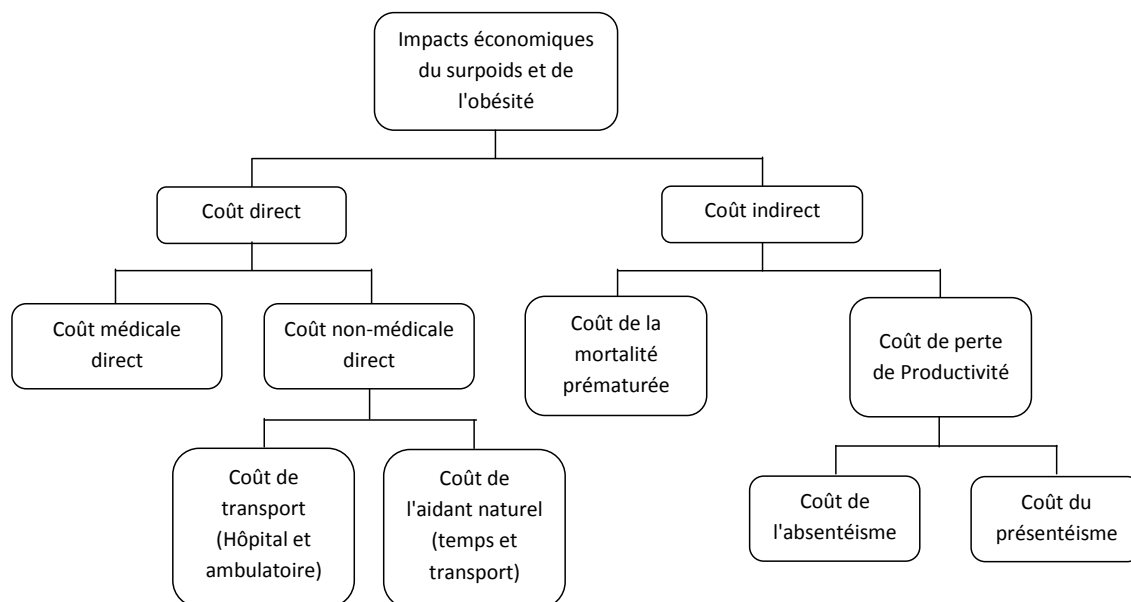 Impacts économiques
du surpoids et de
l'obésité
Coût direct
Coût indirect
Coût médicale
direct
Coût non-médicale
direct
Coût de la
mortalité
prématurée
Coût de perte
de Productivité
Coût de
transport
(Hôpital et
ambulatoire)
Coût de
l'aidant naturel
(temps et
transport)
Coût de
l'absentéisme
Coût du
présentéisme